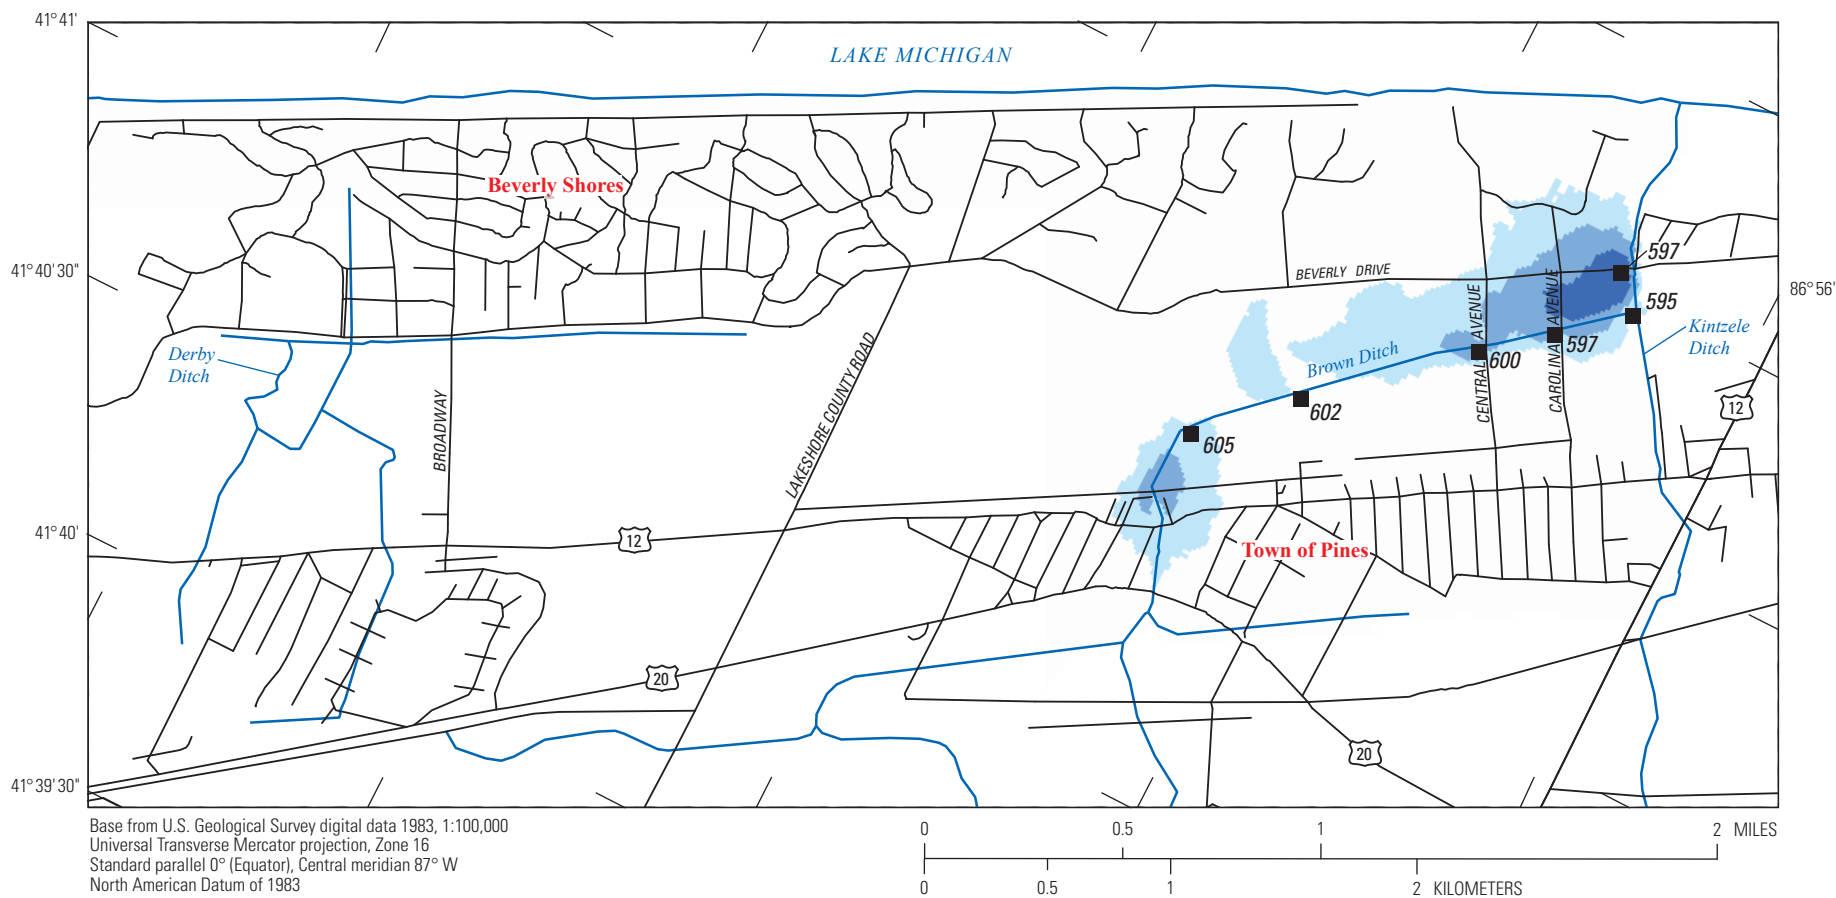 41°41'
LAKE MICHIGAN
Beverly Shores
597
41°40'30"
BEVERLY DRIVE
86°56'
595
CENTRAL AVENUE
CAROLINA AVENUE
Kintzele
Ditch
597
Derby
Ditch
Brown Ditch
600
602
12
BROADWAY
LAKESHORE COUNTY ROAD
605
41°40'
12
Town of Pines
20
20
41°39'30"
Base from U.S. Geological Survey digital data 1983, 1:100,000
Universal Transverse Mercator projection, Zone 16
Standard parallel 0° (Equator), Central meridian 87° W
North American Datum of 1983
0 0.5 1 2 MILES
0 0.5 1 2 KILOMETERS